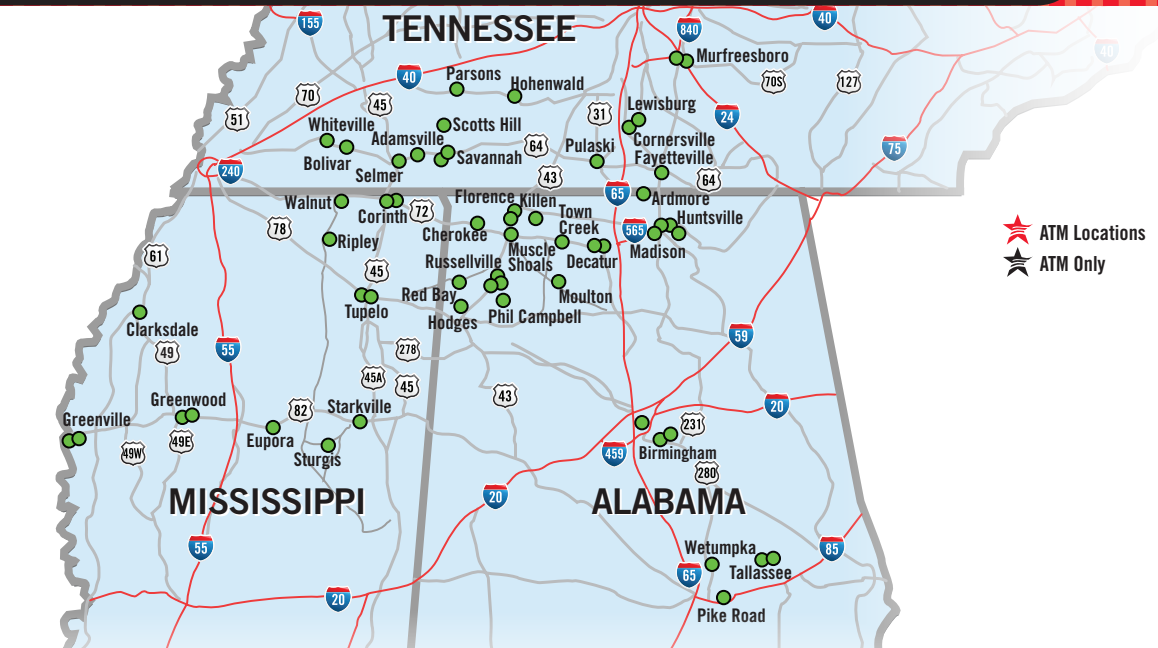 155
TENNESSEE
40
840
40
Murfreesboro
40
Parsons
40
70S
127
70
45
Hohenwald
51
31
Lewisburg
24
Whiteville
Adamsville
Scotts Hill
Cornersville
Bolivar
Selmer
Savannah
64
Pulaski
Fayetteville
75
240
43
64
65
Walnut
Corinth
72
Florence
Killen
Ardmore
78
Ripley
Cherokee
Town
Creek
565
Huntsville
ATM Locations
61
45
Muscle
Shoals
Decatur
Madison
ATM Only
Russellville
Red Bay
Moulton
Tupelo
Hodges
Phil Campbell
Clarksdale
49
55
278
59
45A
45
43
20
Greenwood
82
Starkville
Greenville
49W
49E
Eupora
Sturgis
231
459
Birmingham
280
MISSISSIPPI
20
ALABAMA
55
Wetumpka
85
65
Tallassee
20
Pike Road